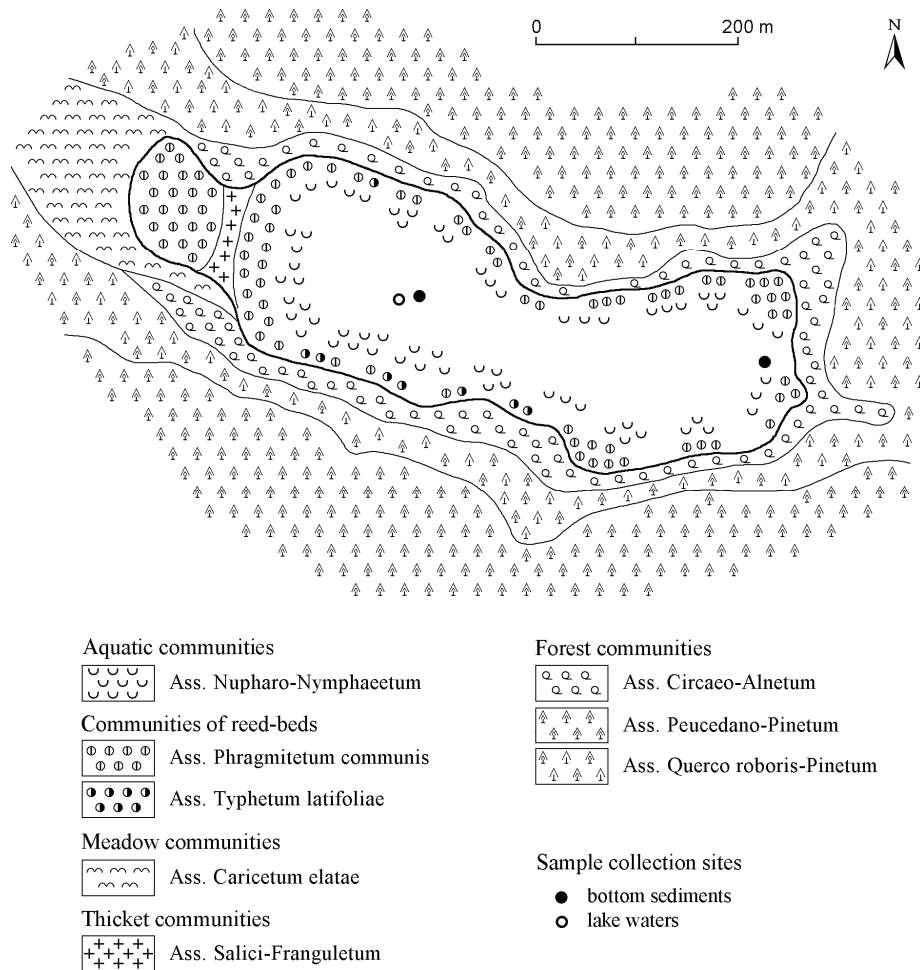 0 200 m
N
Aquatic communities
Ass. Nupharo-Nymphaeetum
Communities of reed-beds
Ass. Phragmitetum communis
Ass. Typhetum latifoliae
Meadow communities
Ass. Caricetum elatae
Thicket communities
Ass. Salici-Franguletum
Forest communities
Ass. Circaeo-Alnetum
Ass. Peucedano-Pinetum
Ass. Querco roboris-Pinetum
Sample collection sites
bottom sediments
lake waters